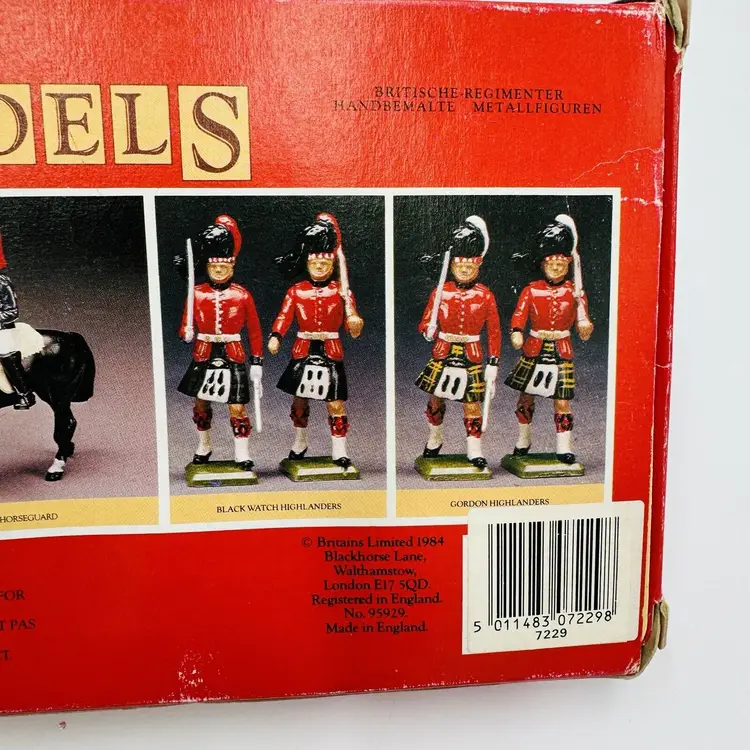 DELS
BRITISCHE REGIMENTER
HANDBEMALTE METALLFIGUREN
HORSEGUARD
BLACK WATCH HIGHLANDERS
GORDON HIGHLANDERS
© Britains Limited 1984
Blackhorse Lane,
Walthamstow,
London E17 5QD.
Registered in England.
No. 95929.
Made in England.
FOR
T PAS
T.
5 011483 072298
7229